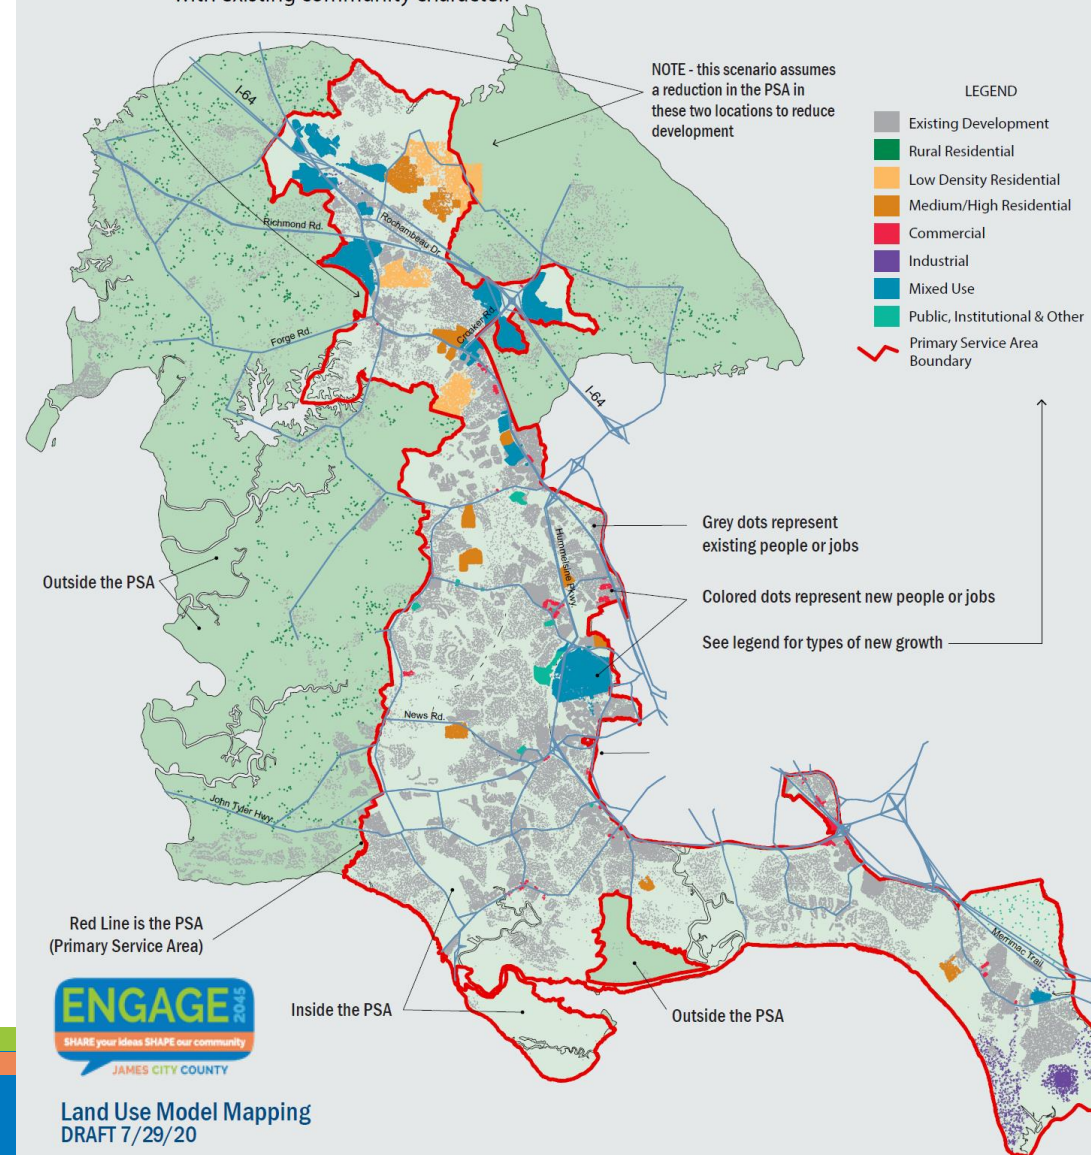 with existing community character.
NOTE - this scenario assumes
a reduction in the PSA in
these two locations to reduce
development
LEGEND
Existing Development
Rural Residential
Low Density Residential
Medium/High Residential
Commercial
Industrial
Mixed Use
Public, Institutional & Other
Primary Service Area
Boundary
I-64
Richmond Rd.
Rochambeau Dr.
Forge Rd.
Croaker Rd.
I-64
Grey dots represent
existing people or jobs
Hummelsine Pkwy
Outside the PSA
Colored dots represent new people or jobs
See legend for types of new growth
News Rd.
John Tyler Hwy.
Red Line is the PSA
(Primary Service Area)
Merrimac Trail
Inside the PSA
Outside the PSA
ENGAGE 2045
SHARE your ideas SHAPE our community
JAMES CITY COUNTY
Land Use Model Mapping
DRAFT 7/29/20